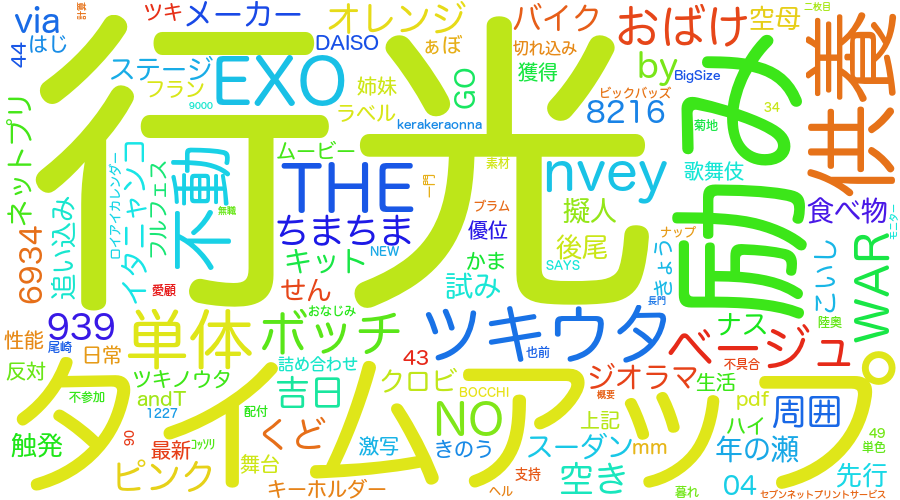 計算
二枚目
via
ツキ
メーカー
オレンジ
バイク
おばけ
空母
はじ
44
DAISO
ぁぼ
切れ込み
ステージ
EXO
姉妹
GO
獲得
by
BigSize
フラン
9000
ラベル
ビックバッズ
8216
34
供養
行
光
み
kerakeraonna
菊地
ネットプリ
ロイアイカレンダー
フルフェス
不動
ムービー
THE
素材
nvey
歌舞伎
一門
励
イタニャンコ
無職
ちまちま
プラム
擬人
食べ物
追い込み
優位
ナップ
モニター
6934
NEW
キット
かま
後尾
SAYS
きょう
こいし
WAR
愛顧
せん
試み
長門
おなじみ
939
単体
ボッチ
ツキウタ
ナス
陸奥
性能
尾崎
日常
詰め合わせ
也前
ベージュ
不具合
反対
ツキノウタ
43
クロビ
ジオラマ
生活
不参加
andT
吉日
BOCCHI
概要
pdf
タイムアップ。
1227
配付
NO
上記
ハイ
周囲
触発
90
最新
コッソリ
くど
激写
きのう
スーダン
mm
年の瀬
49
単色
ピンク
舞台
支持
空き
04
先行
キーホルダー
ヘル
暮れ
セブンネットプリントサービス